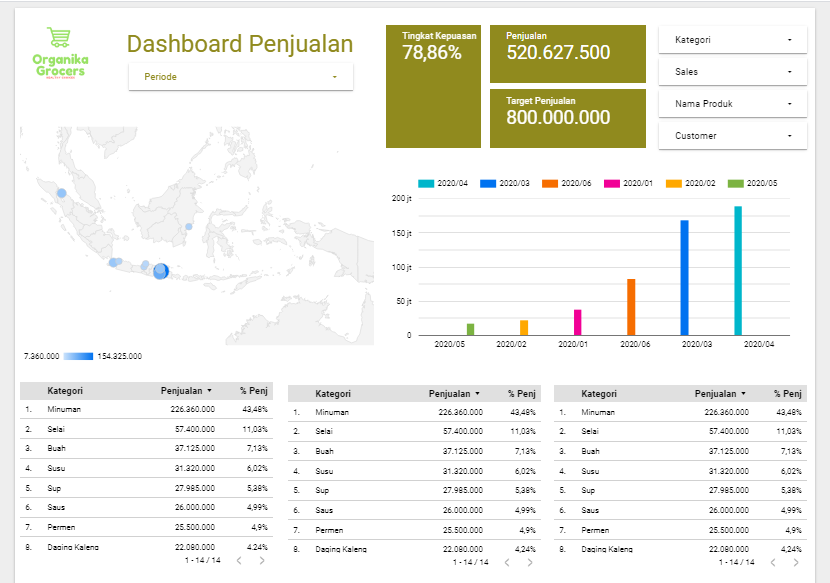 Organika
Grocers
Dashboard Penjualan
Periode
Tingkat Kepuasan
78,86%
Penjualan
520.627.500
Target Penjualan
800.000.000
Kategori
Sales
Nama Produk
Customer
7.360.000 154.325.000
2020/04 2020/03 2020/06 2020/01 2020/02 2020/05
200 jt
150 jt
100 jt
50 jt
0
2020/05 2020/02 2020/01 2020/06 2020/03 2020/04
Kategori Penjualan % Penj
1. Minuman 226.360.000 43,48%
2. Selai 57.400.000 11,03%
3. Buah 37.125.000 7,13%
4. Susu 31.320.000 6,02%
5. Sup 27.985.000 5,38%
6. Saus 26.000.000 4,99%
7. Permen 25.500.000 4,9%
8. Daging Kaleng 22.080.000 4,24%
1 - 14 / 14 < >
Kategori Penjualan % Penj
1. Minuman 226.360.000 43,48%
2. Selai 57.400.000 11,03%
3. Buah 37.125.000 7,13%
4. Susu 31.320.000 6,02%
5. Sup 27.985.000 5,38%
6. Saus 26.000.000 4,99%
7. Permen 25.500.000 4,9%
8. Daging Kaleng 22.080.000 4,24%
1 - 14 / 14 < >
Kategori Penjualan % Penj
1. Minuman 226.360.000 43,48%
2. Selai 57.400.000 11,03%
3. Buah 37.125.000 7,13%
4. Susu 31.320.000 6,02%
5. Sup 27.985.000 5,38%
6. Saus 26.000.000 4,99%
7. Permen 25.500.000 4,9%
8. Daging Kaleng 22.080.000 4,24%
1 - 14 / 14 < >